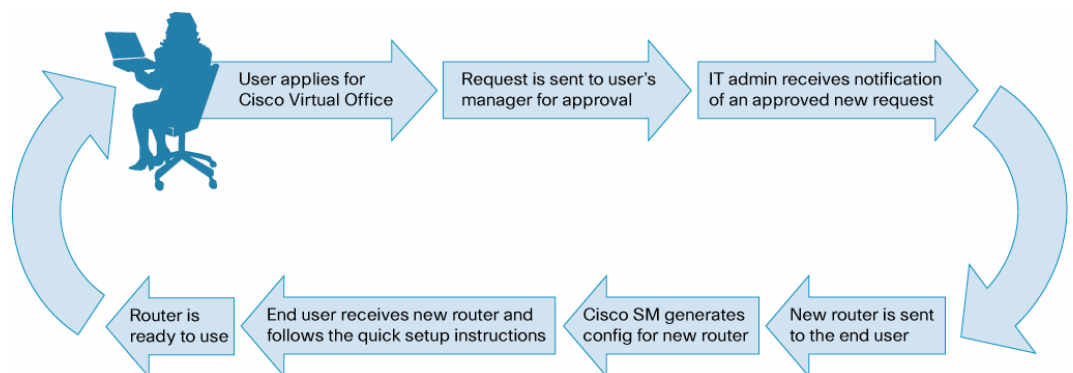 User applies for
Cisco Virtual Office
Request is sent to user's
manager for approval
IT admin receives notification
of an approved new request
New router is sent
to the end user
Cisco SM generates
config for new router
End user receives new router and
follows the quick setup instructions
Router is
ready to use